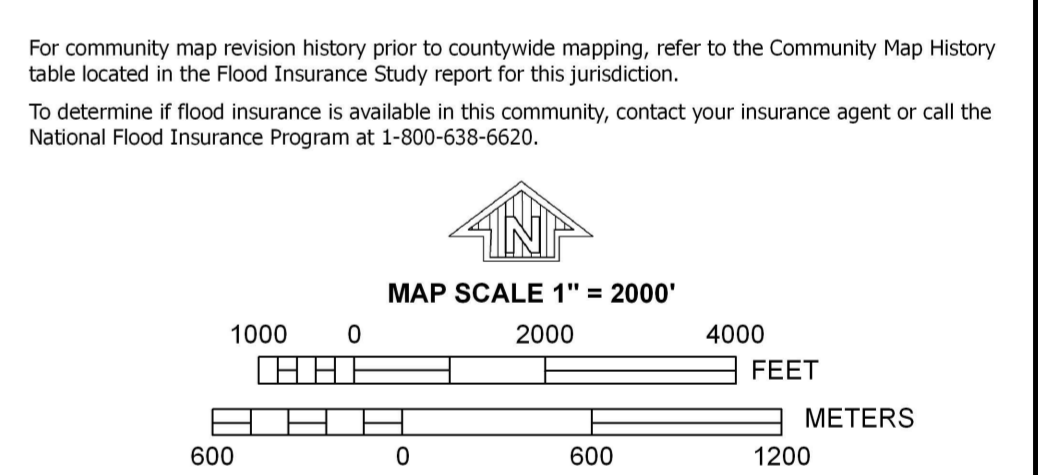 For community map revision history prior to countywide mapping, refer to the Community Map History
table located in the Flood Insurance Study report for this jurisdiction.
To determine if flood insurance is available in this community, contact your insurance agent or call the
National Flood Insurance Program at 1-800-638-6620.
N
MAP SCALE 1" = 2000'
1000 0 2000 4000
FEET
METERS
600 0 600 1200